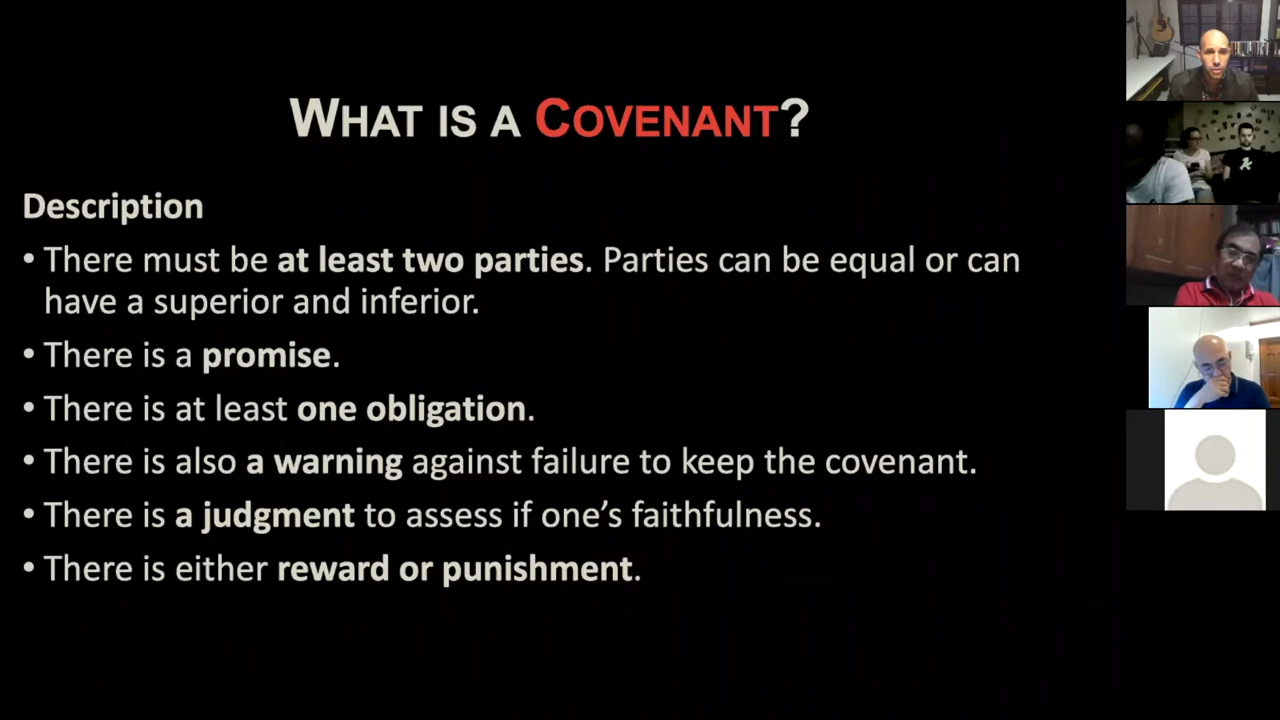 WHAT IS A COVENANT?
Description
• There must be at least two parties. Parties can be equal or can
have a superior and inferior.
• There is a promise.
• There is at least one obligation.
• There is also a warning against failure to keep the covenant.
• There is a judgment to assess if one’s faithfulness.
• There is either reward or punishment.